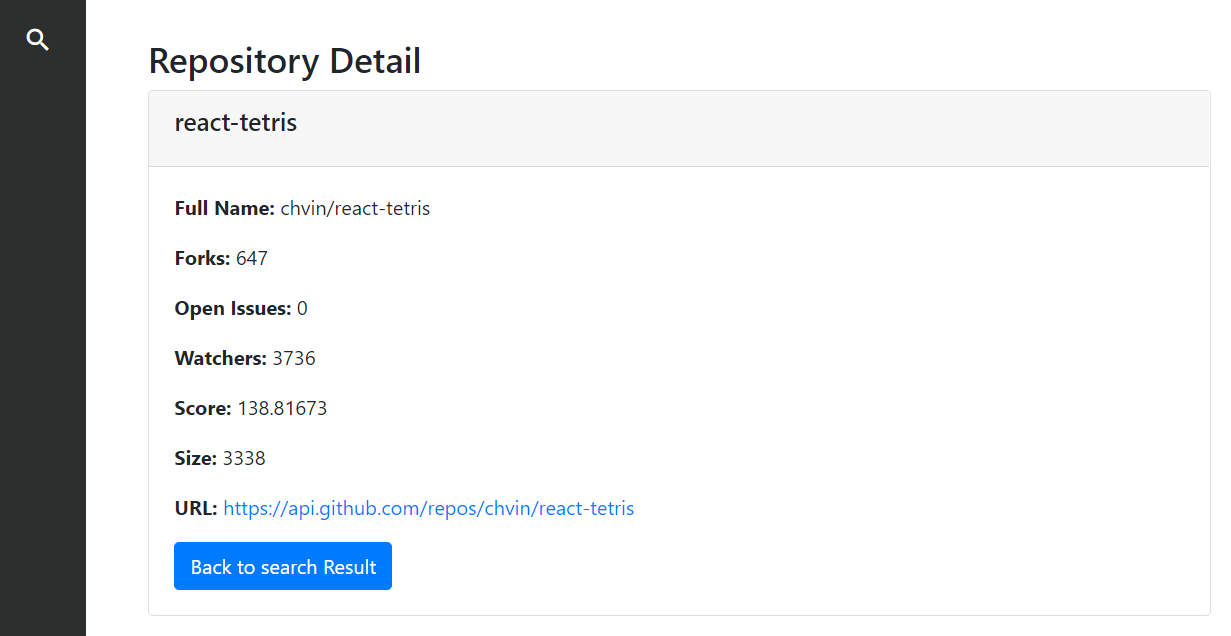 Repository Detail
react-tetris
Full Name: chvin/react-tetris
Forks: 647
Open Issues: 0
Watchers: 3736
Score: 138.81673
Size: 3338
URL: https://api.github.com/repos/chvin/react-tetris
Back to search Result